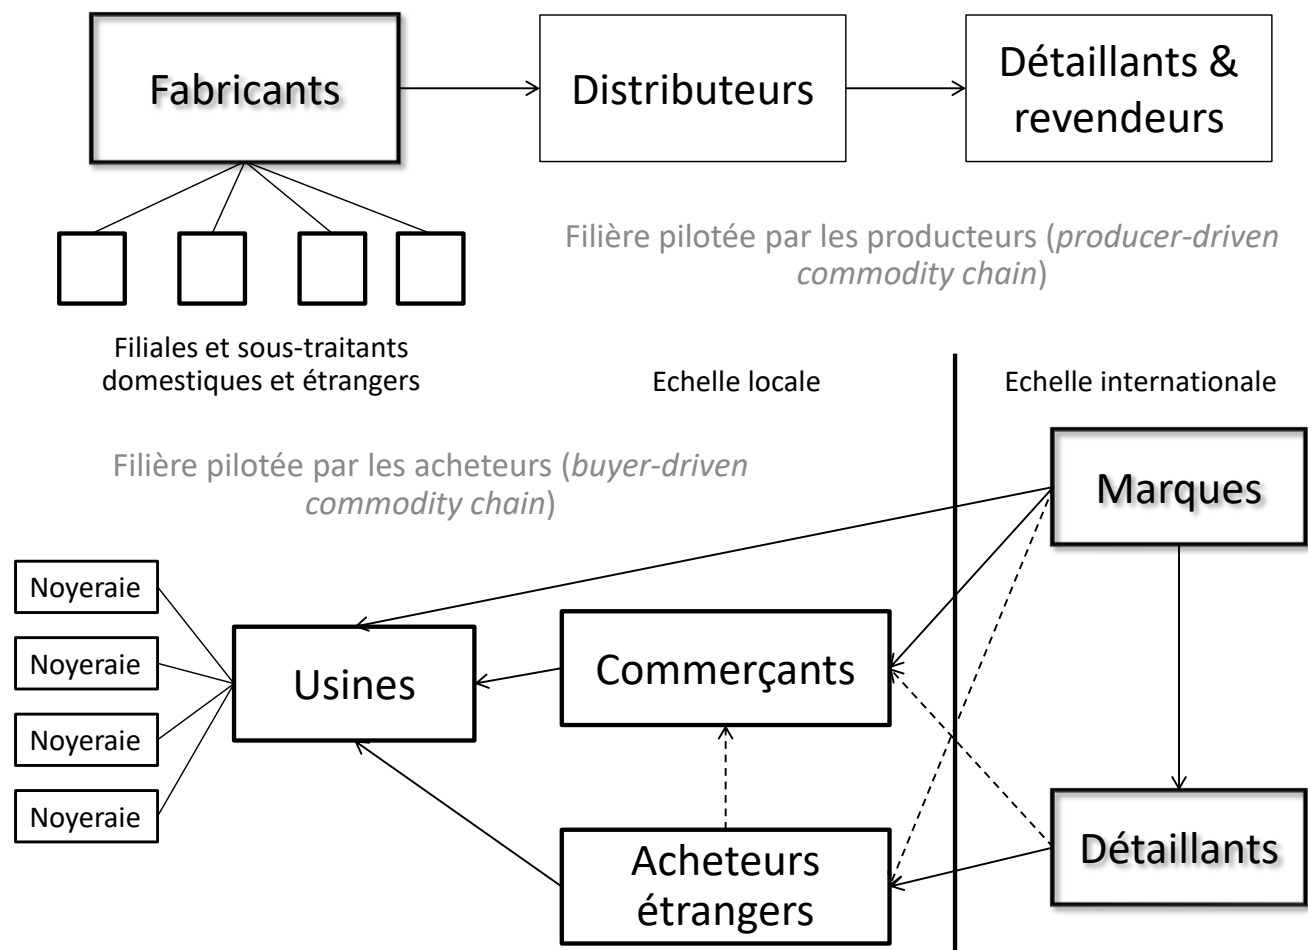 Fabricants
Distributeurs
Détaillants &
revendeurs
Filière pilotée par les producteurs (producer-driven
commodity chain)
Filiales et sous-traitants
domestiques et étrangers
Echelle locale
Echelle internationale
Filière pilotée par les acheteurs (buyer-driven
commodity chain)
Marques
Noyeraie
Noyeraie
Noyeraie
Noyeraie
Usines
Commerçants
Acheteurs
étrangers
Détaillants